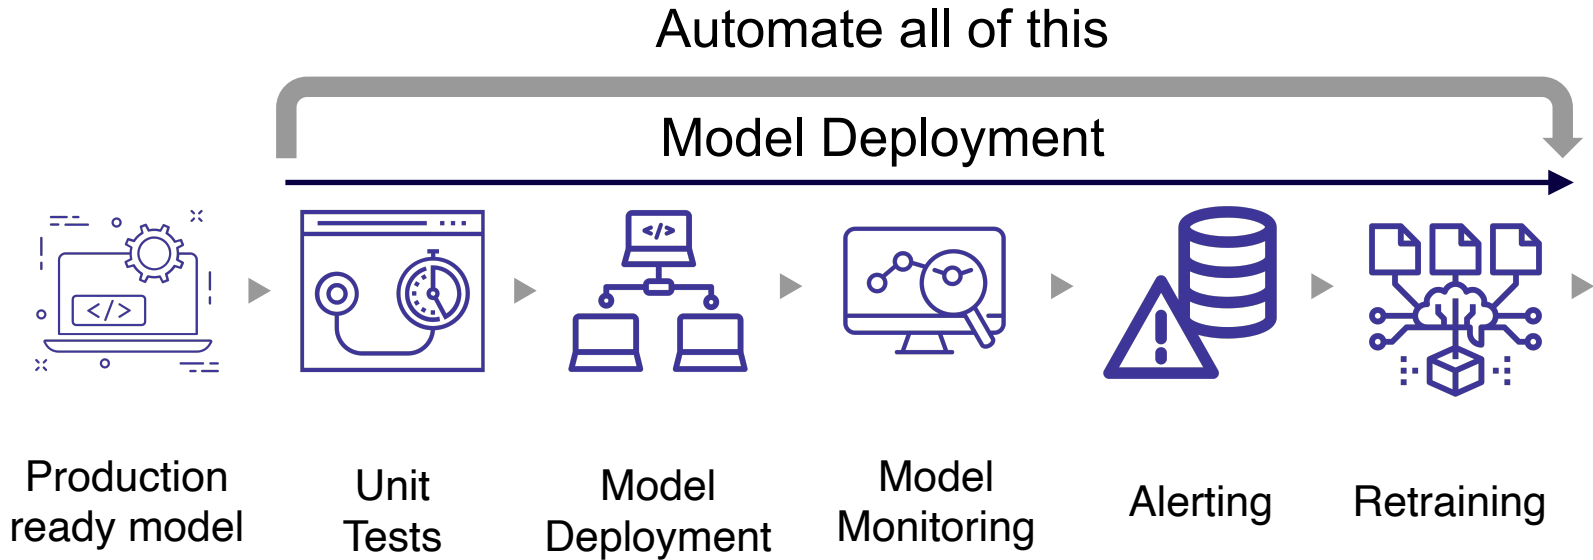 Automate all of this
Model Deployment
</>
</>
Production
ready model
Unit
Tests
Model
Deployment
Model
Monitoring
Alerting
Retraining